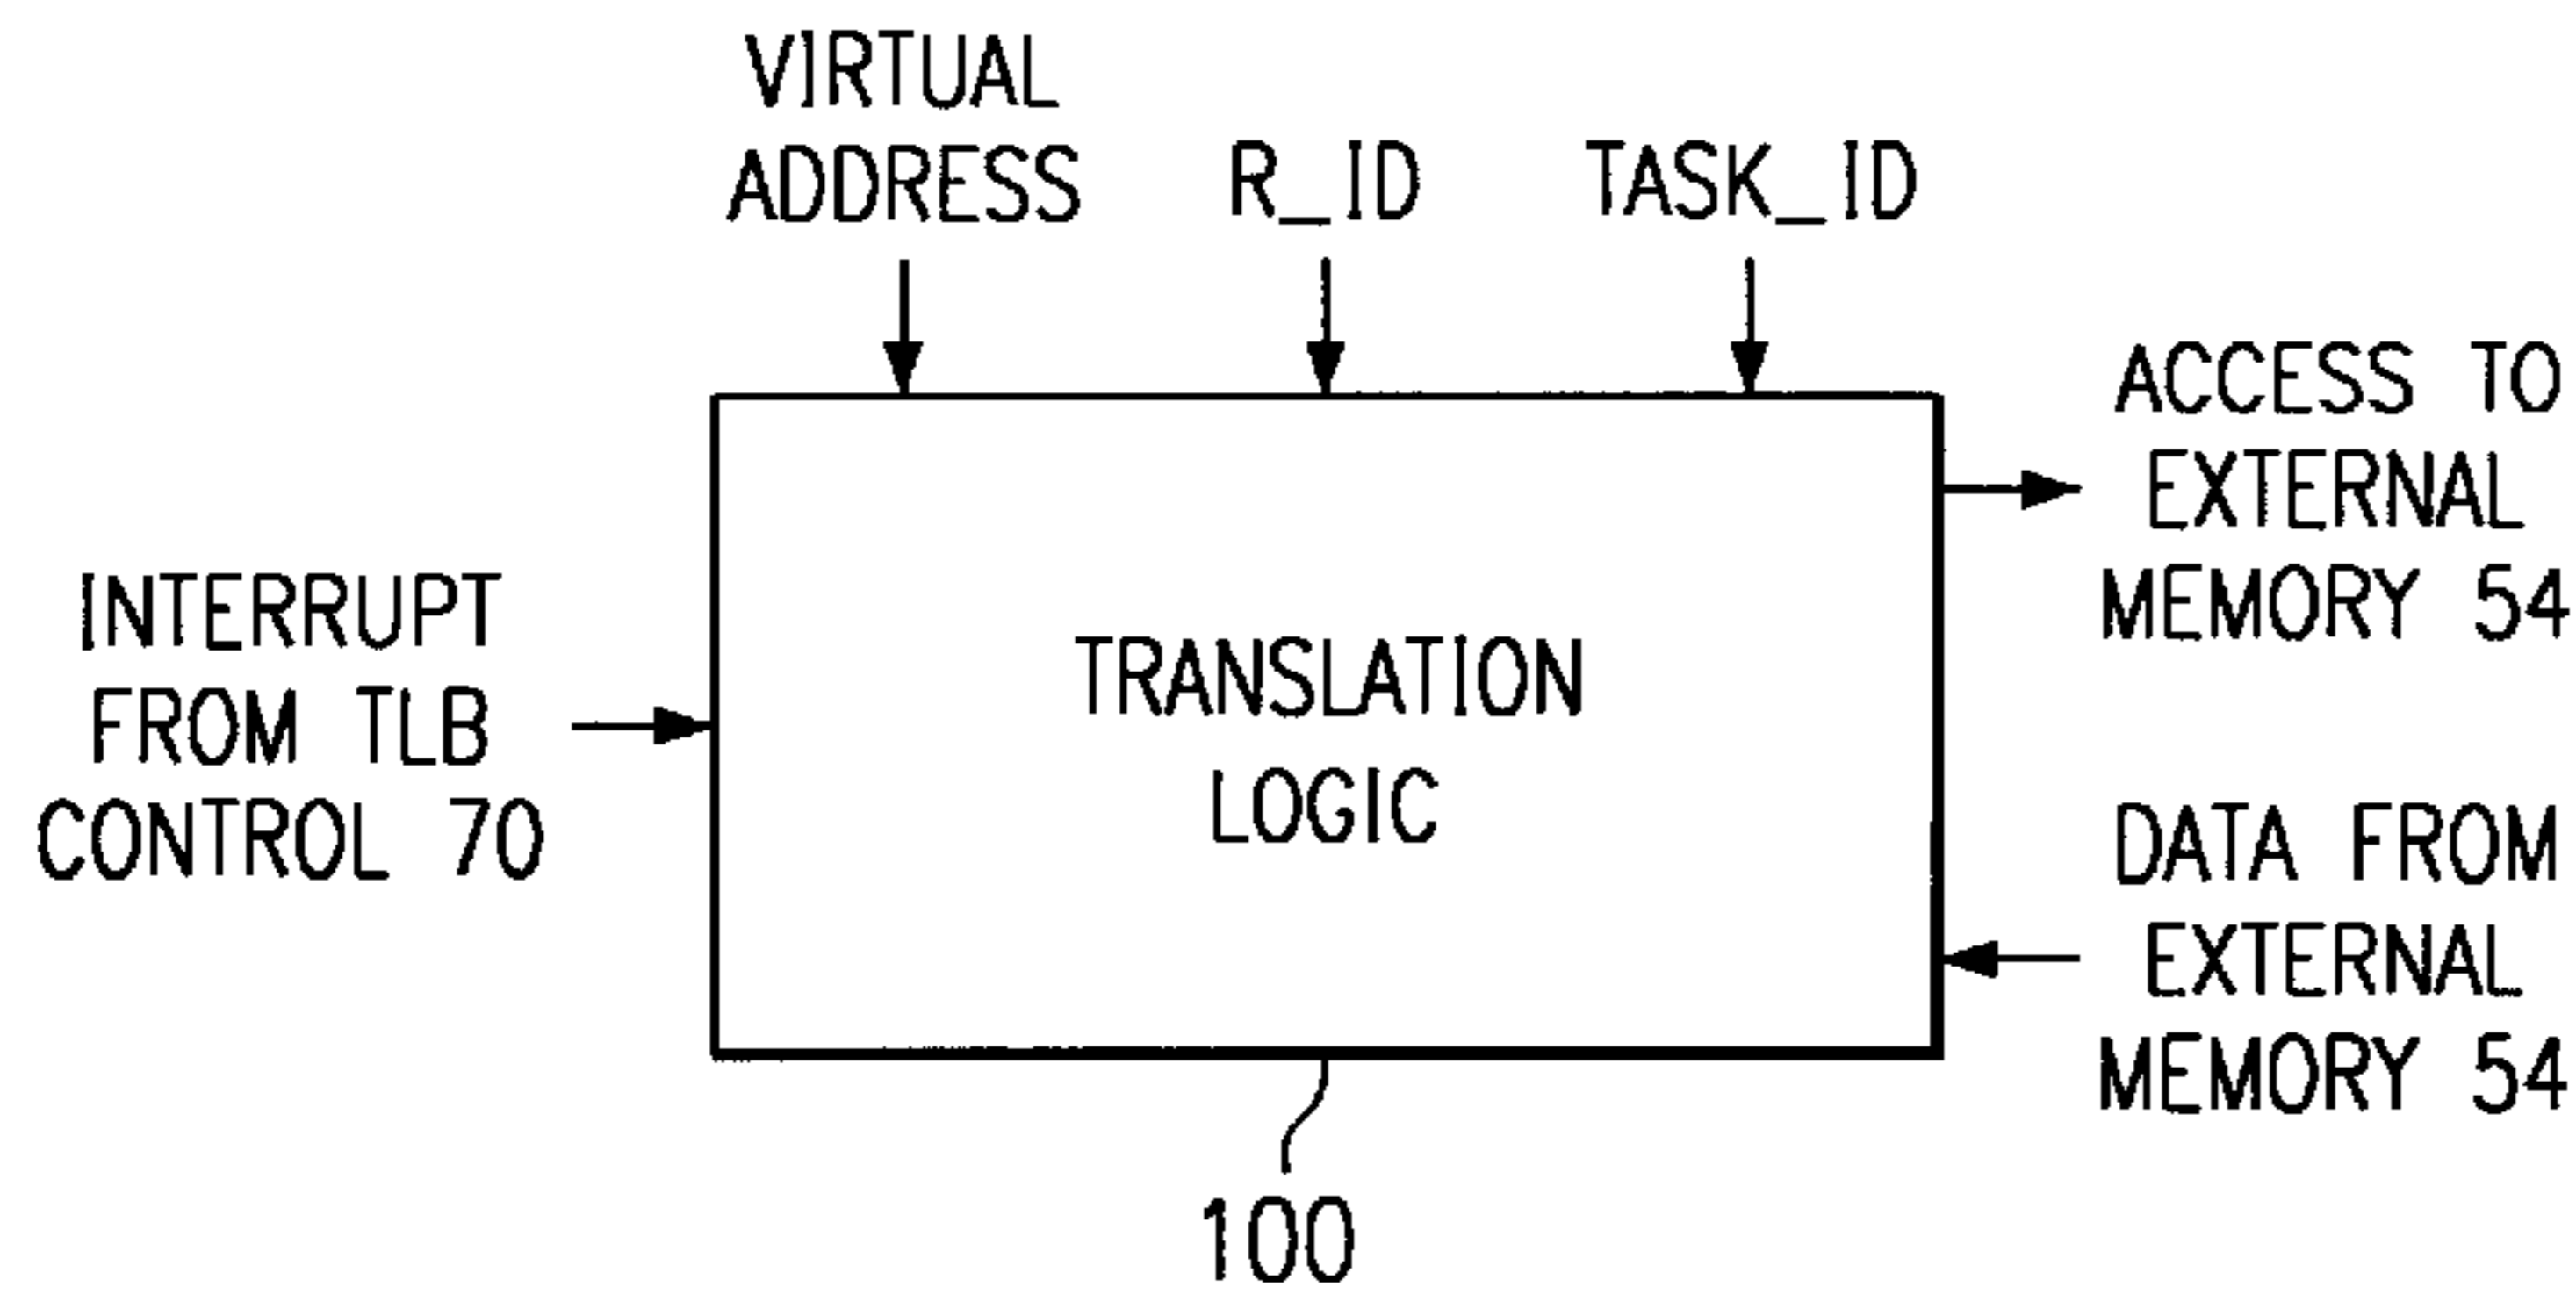 VIRTUAL
ADDRESS
R_ID
TASK_ID
ACCESS TO
EXTERNAL
MEMORY 54
INTERRUPT
FROM TLB
CONTROL 70
TRANSLATION
LOGIC
DATA FROM
EXTERNAL
MEMORY 54
100